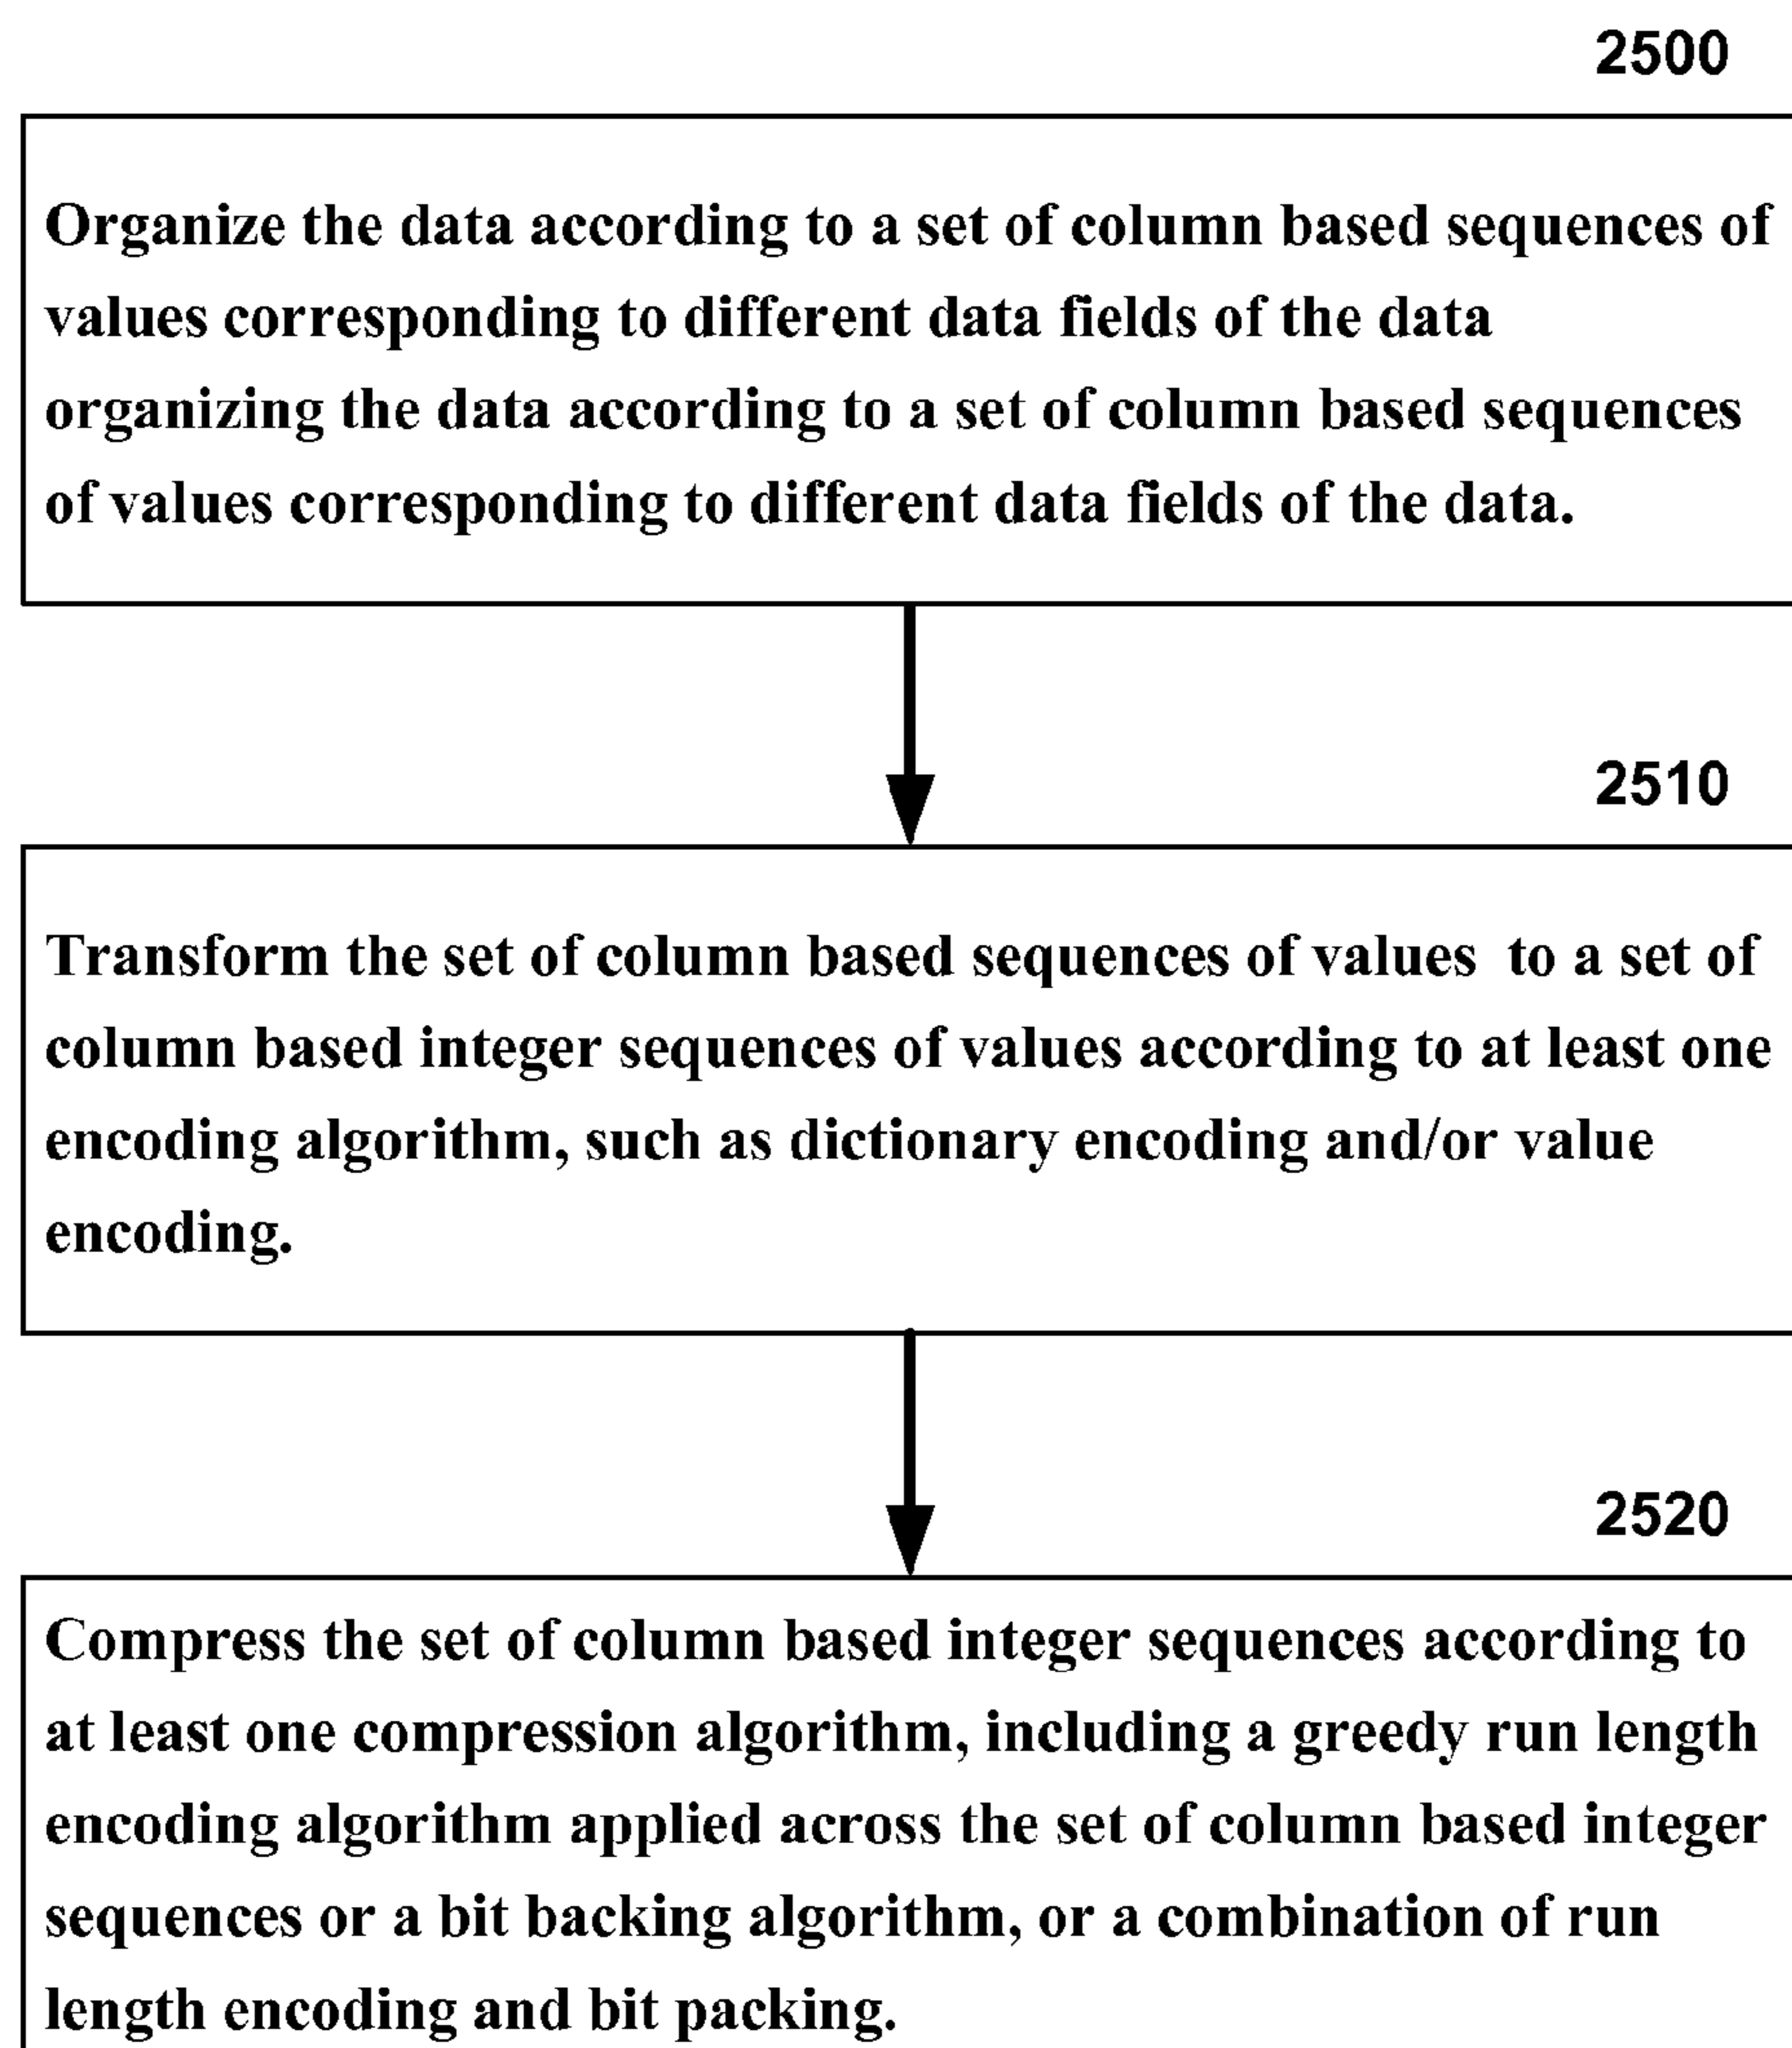 2500
Organize the data according to a set of column based sequences of
values corresponding to different data fields of the data
organizing the data according to a set of column based sequences
of values corresponding to different data fields of the data.
2510
Transform the set of column based sequences of values to a set of
column based integer sequences of values according to at least one
encoding algorithm, such as dictionary encoding and/or value
encoding.
2520
Compress the set of column based integer sequences according to
at least one compression algorithm, including a greedy run length
encoding algorithm applied across the set of column based integer
sequences or a bit backing algorithm, or a combination of run
length encoding and bit packing.